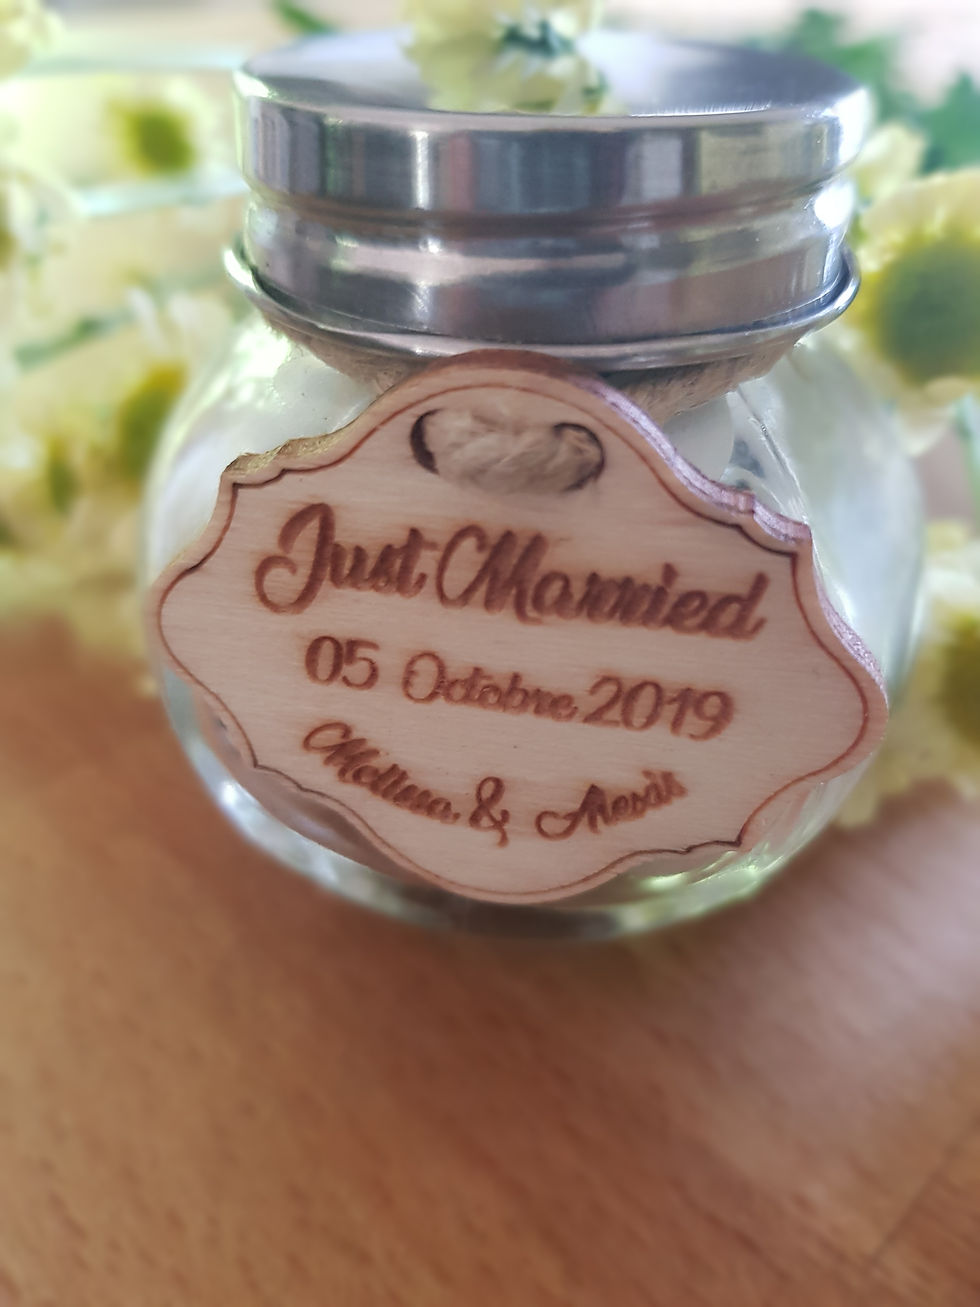 Just Married
05 Octobre 2019
Melissa & Alexis